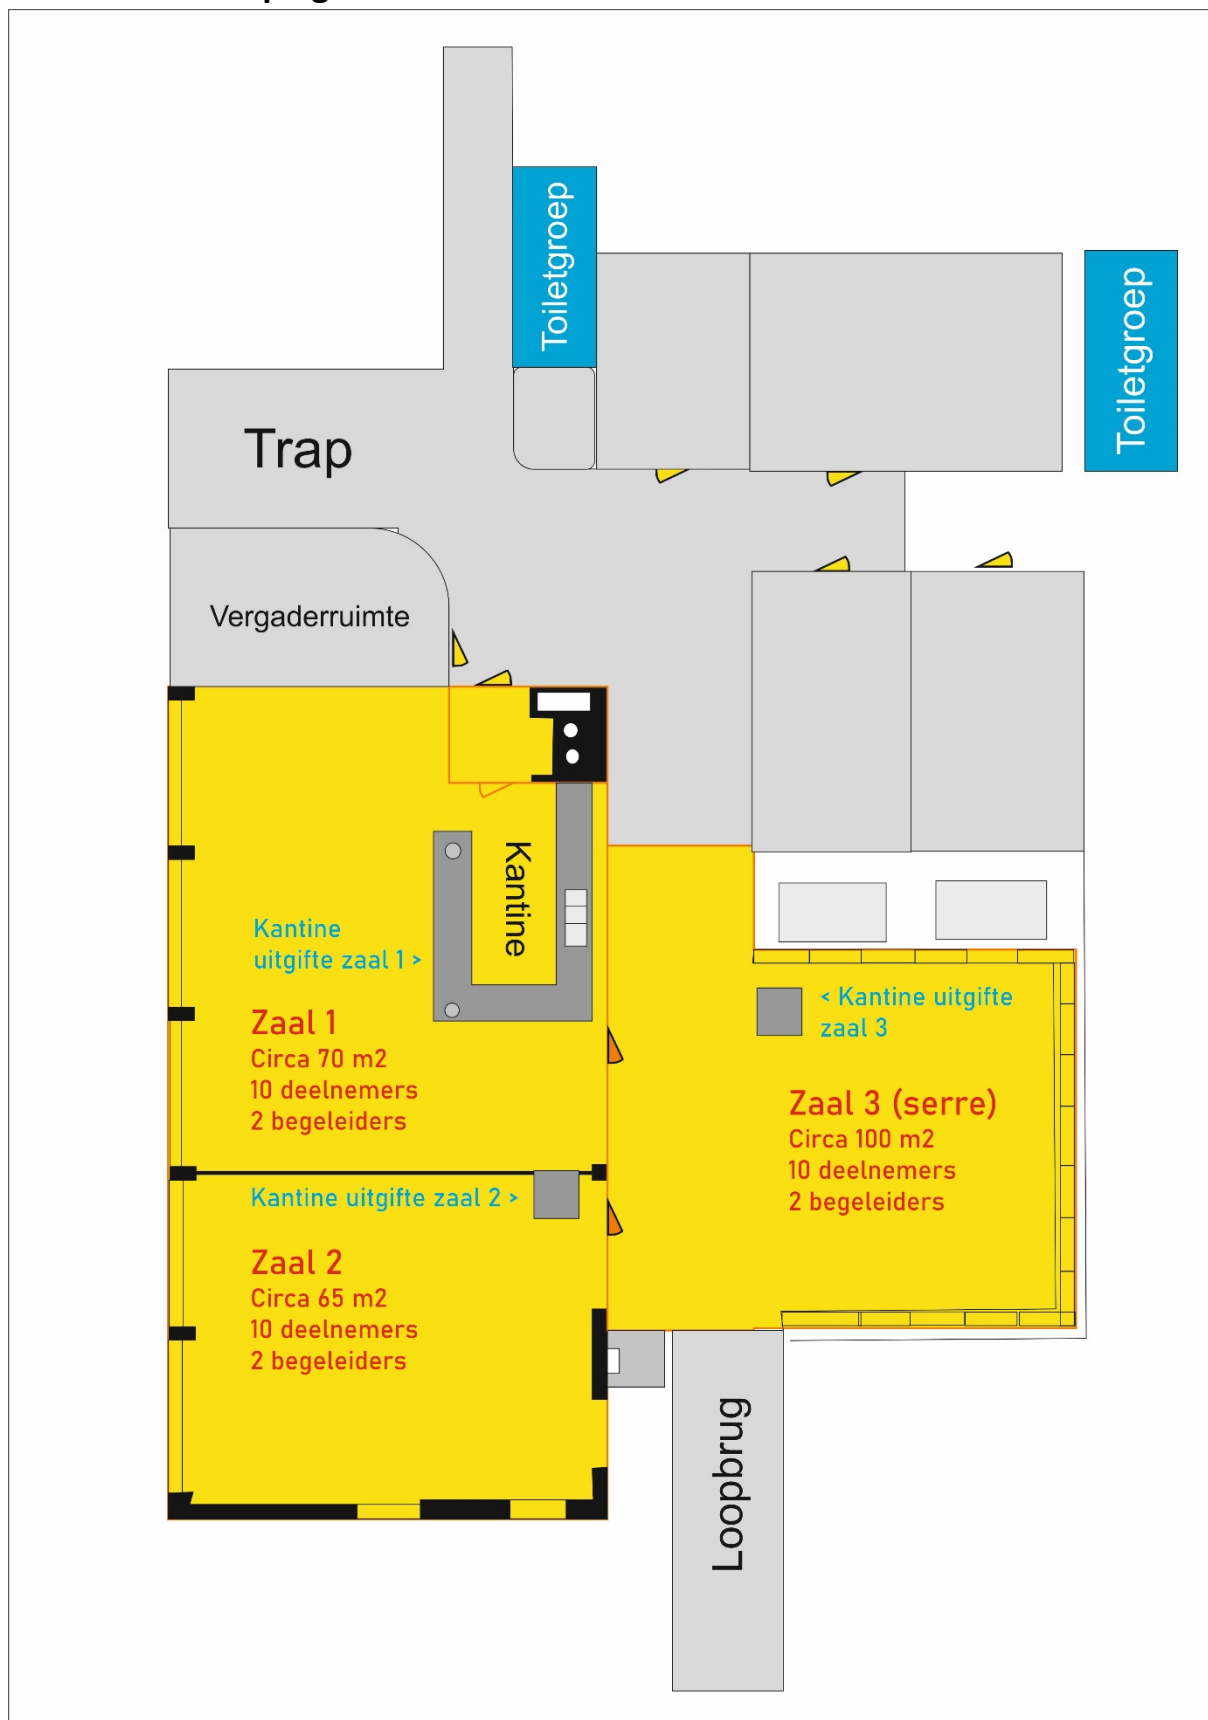 Toiletgroep
Toiletgroep
Trap
Vergaderruimte
Kantine
Kantine
uitgifte zaal 1 >
Zaal 1
Circa 70 m2
10 deelnemers
2 begeleiders
< Kantine uitgifte
zaal 3
Zaal 3 (serre)
Circa 100 m2
10 deelnemers
2 begeleiders
Kantine uitgifte zaal 2 >
Zaal 2
Circa 65 m2
10 deelnemers
2 begeleiders
Loopbrug